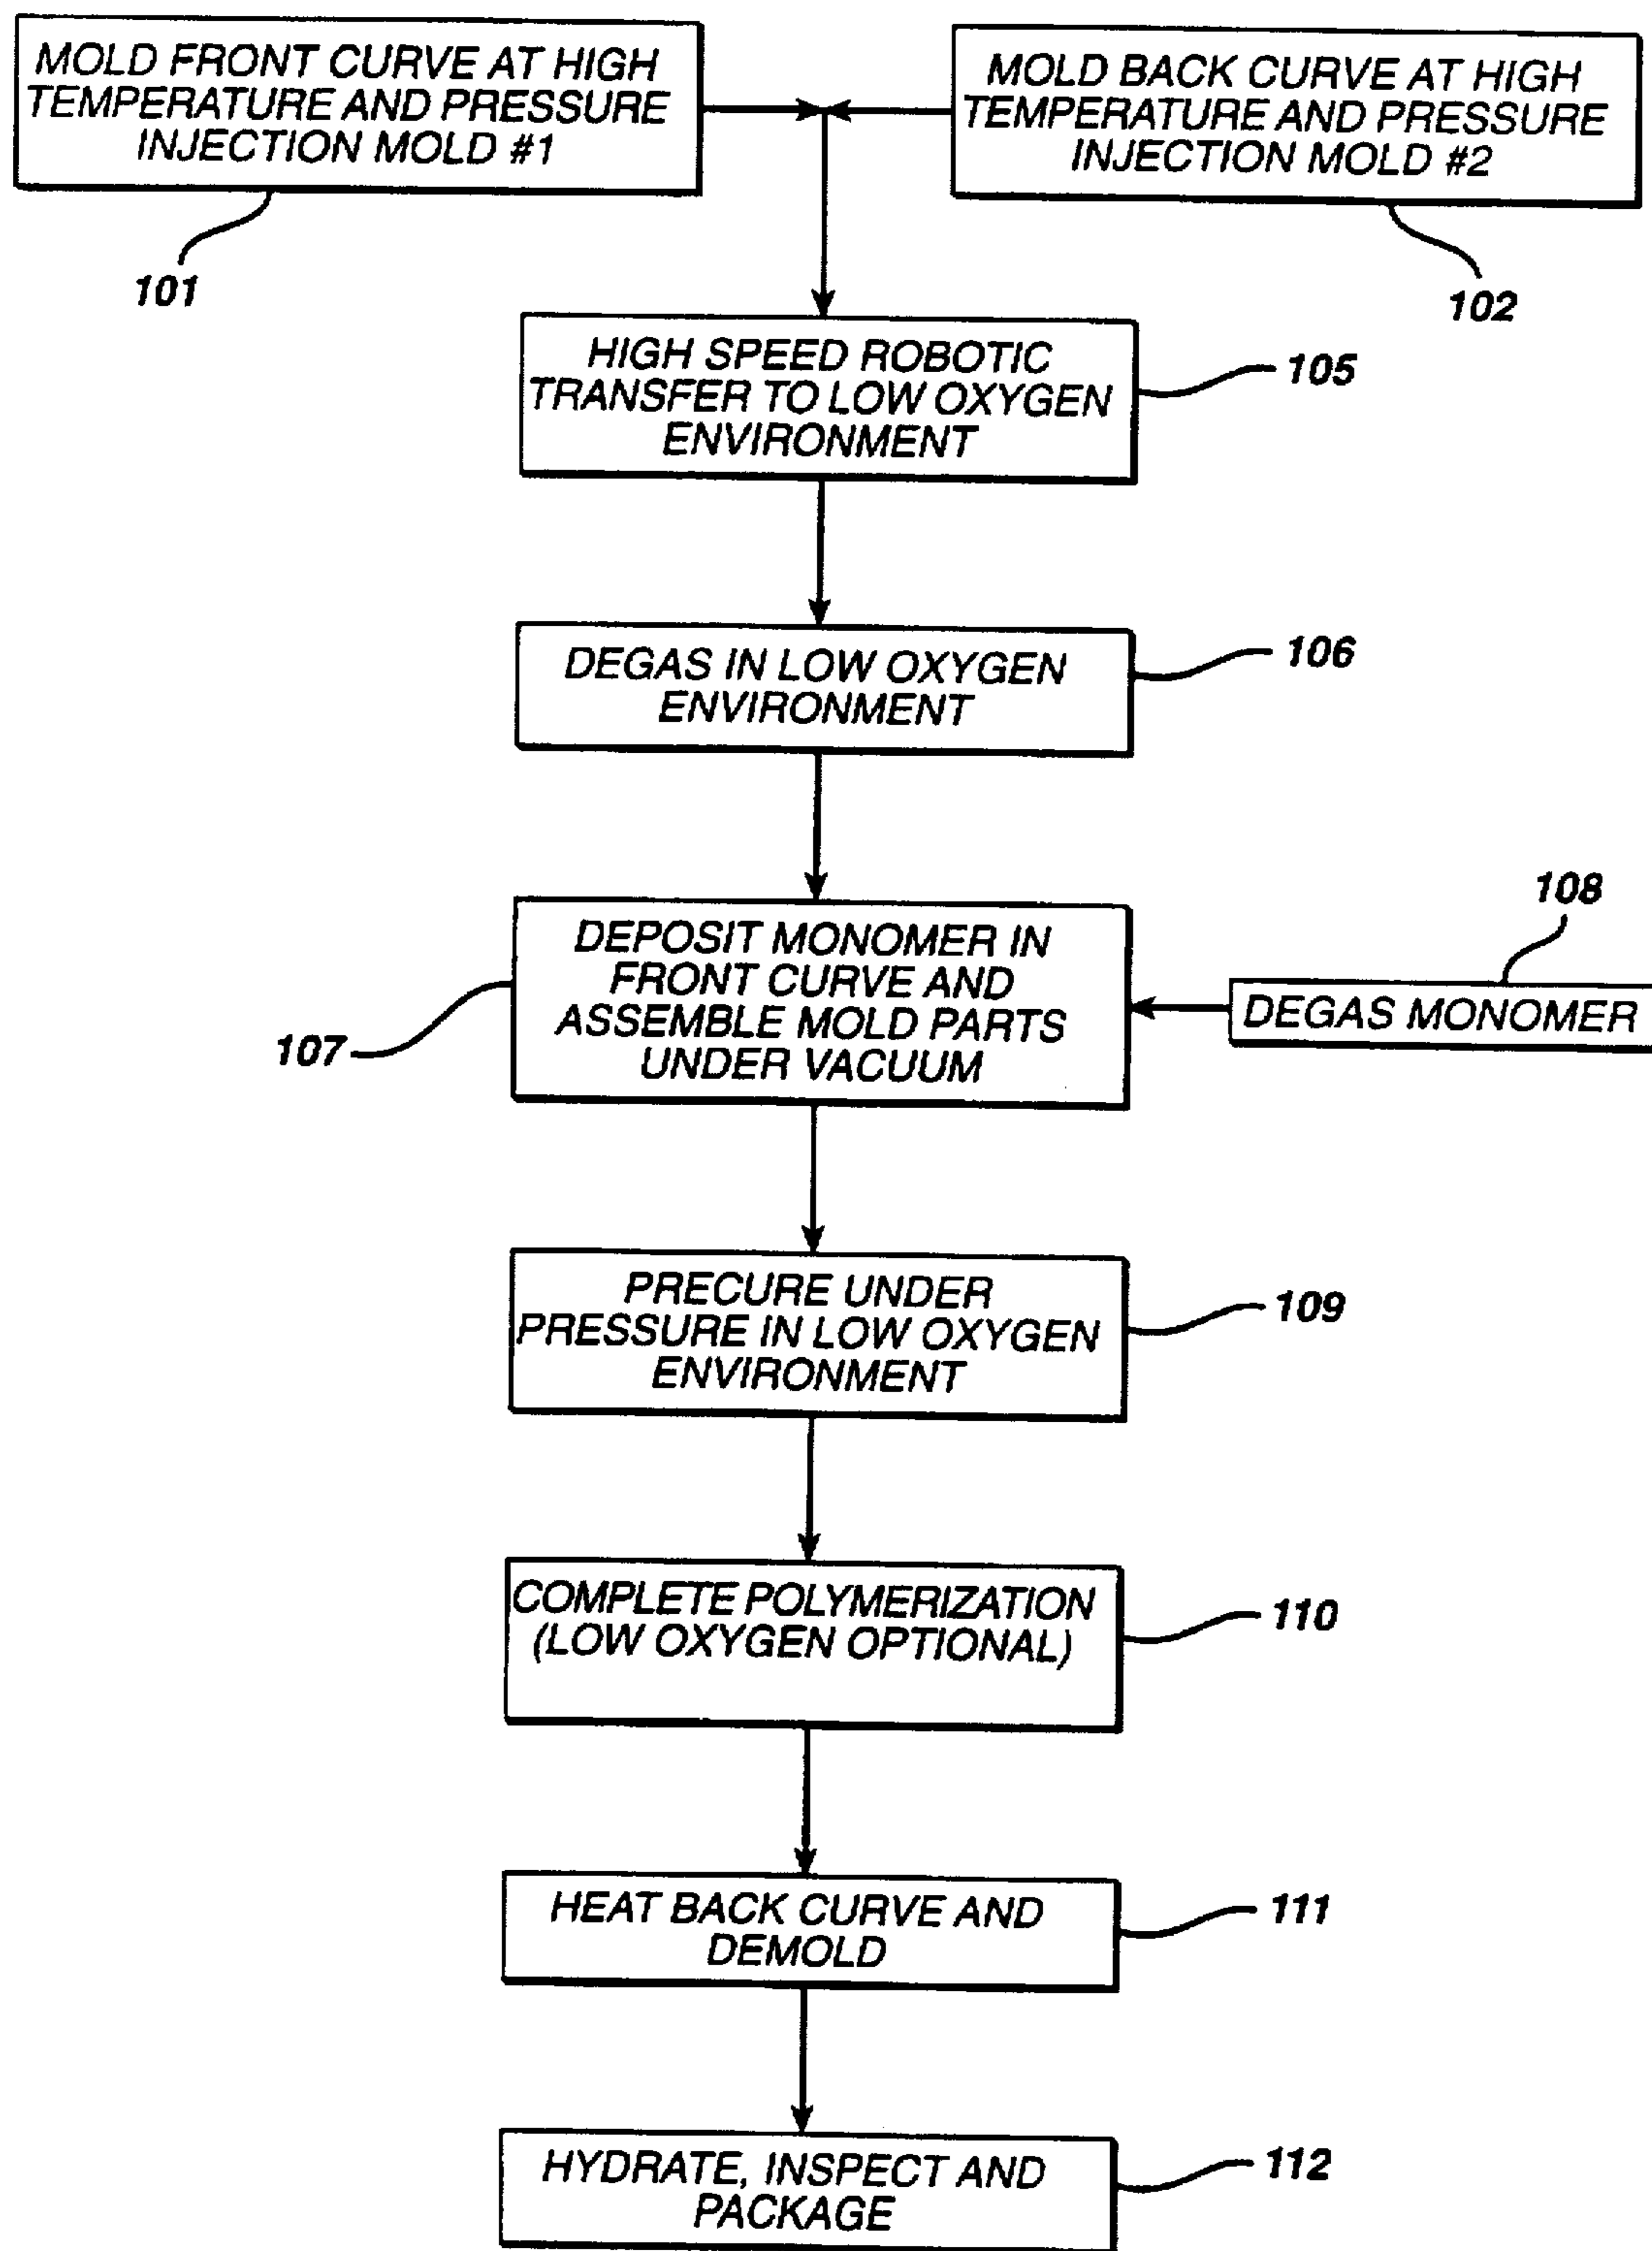 MOLD FRONT CURVE AT HIGH
TEMPERATURE AND PRESSURE
INJECTION MOLD #1
101
MOLD BACK CURVE AT HIGH
TEMPERATURE AND PRESSURE
INJECTION MOLD #2
102
HIGH SPEED ROBOTIC
TRANSFER TO LOW OXYGEN
ENVIRONMENT
105
DEGAS IN LOW OXYGEN
ENVIRONMENT
106
DEPOSIT MONOMER IN
FRONT CURVE AND
ASSEMBLE MOLD PARTS
UNDER VACUUM
107
108
DEGAS MONOMER
PRECURE UNDER
PRESSURE IN LOW OXYGEN
ENVIRONMENT
109
COMPLETE POLYMERIZATION
(LOW OXYGEN OPTIONAL)
110
HEAT BACK CURVE AND
DEMOLD
111
HYDRATE, INSPECT AND
PACKAGE
112